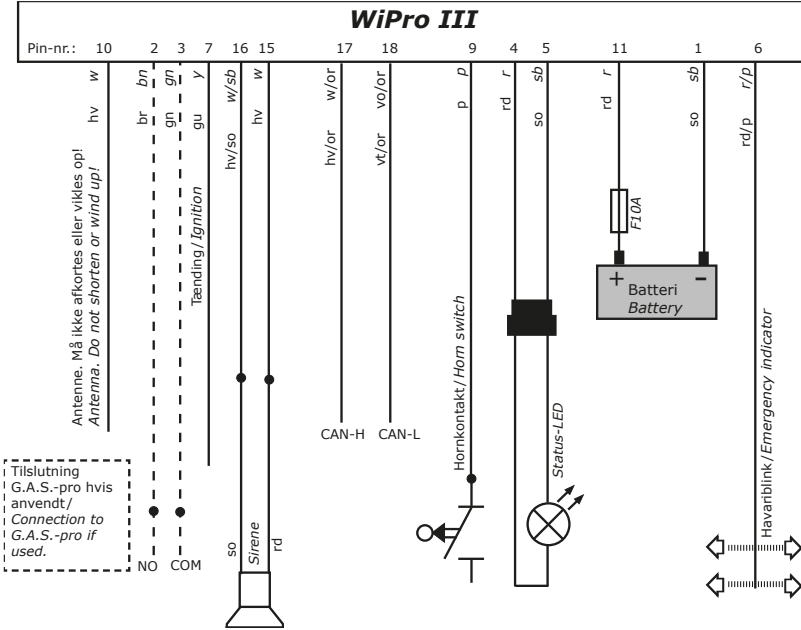 WiPro III
Pin-nr.: 10 2 3 7 16 15 17 18 9 4 5 11 1 6
w bn gn y w/sb w w/or vo/or p r sb r sb r/p
hv br gn gu hv/so hv hv/or vt/or p rd so rd so rd/p
Antenne. Må ikke afkortes eller vikles op!
Antenna. Do not shorten or wind up!
Tænding/Ignition
F10A
+ -
Batteri
Battery
CAN-H CAN-L
Hornkontakt/Horn switch
Status-LED
Havariblink/Emergency indicator
Tilslutning
G.A.S.-pro hvis
anvendt/
Connection to
G.A.S.-pro if
used.
NO COM
so Sirene rd